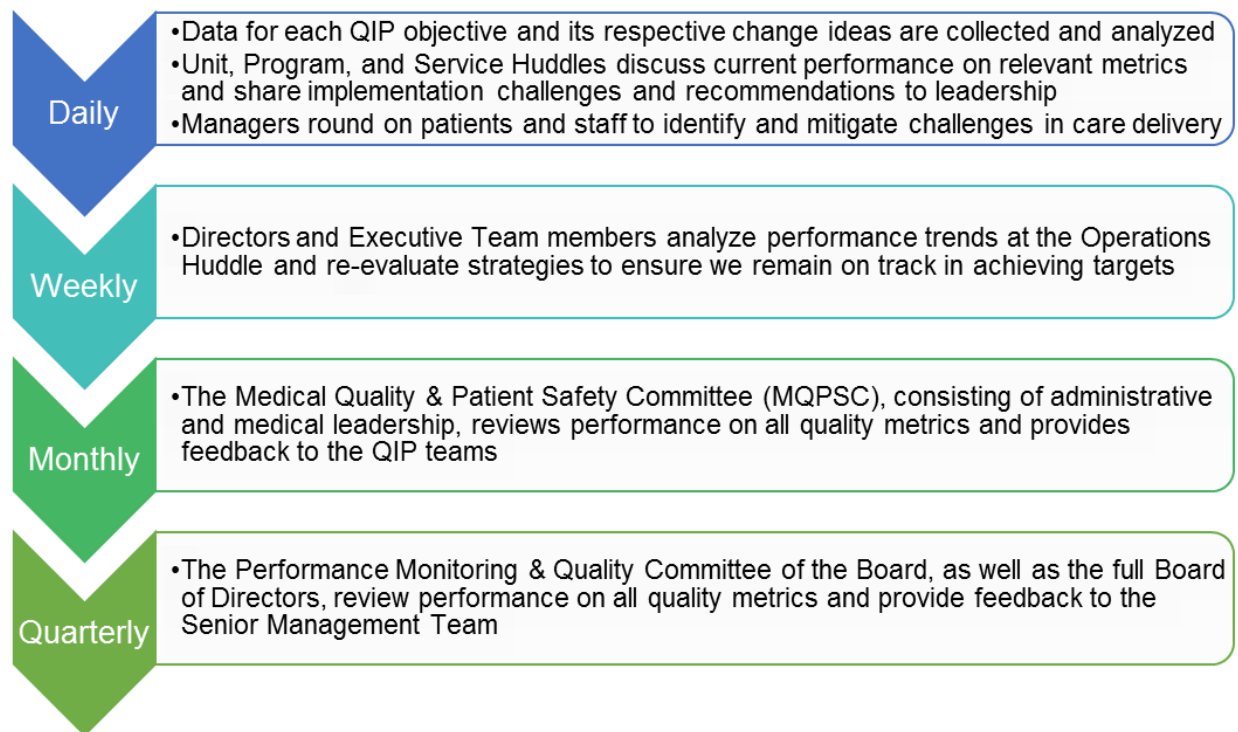 Daily
•Data for each QIP objective and its respective change ideas are collected and analyzed
•Unit, Program, and Service Huddles discuss current performance on relevant metrics
and share implementation challenges and recommendations to leadership
•Managers round on patients and staff to identify and mitigate challenges in care delivery
Weekly
•Directors and Executive Team members analyze performance trends at the Operations
Huddle and re-evaluate strategies to ensure we remain on track in achieving targets
Monthly
•The Medical Quality & Patient Safety Committee (MQPSC), consisting of administrative
and medical leadership, reviews performance on all quality metrics and provides
feedback to the QIP teams
Quarterly
•The Performance Monitoring & Quality Committee of the Board, as well as the full Board
of Directors, review performance on all quality metrics and provide feedback to the
Senior Management Team